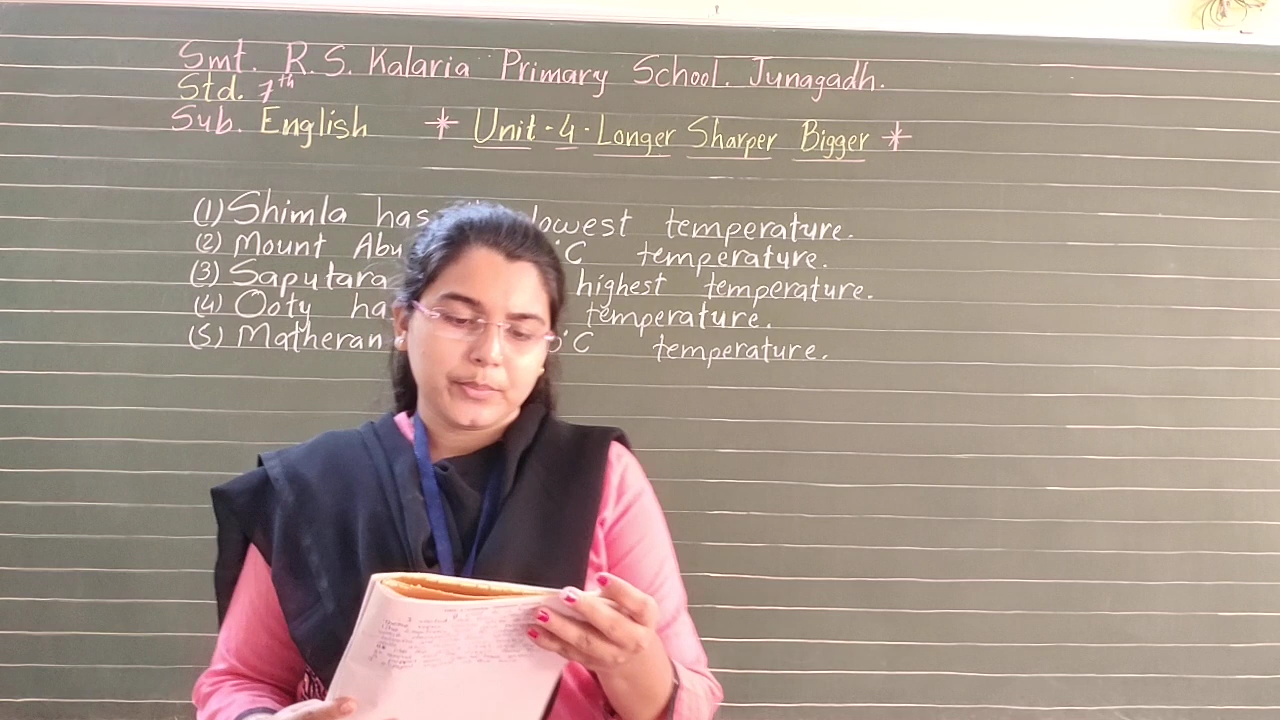 Smt. R.S. Kalaria Primary School. Junagadh.
Std. 7th
Sub. English * Unit-4. Longer Sharper Bigger *
(1) Shimla has lowest temperature.
(2) Mount Abu °C temperature.
(3) Saputara highest temperature.
(4) Ooty temperature.
(5) Matheran °C temperature.